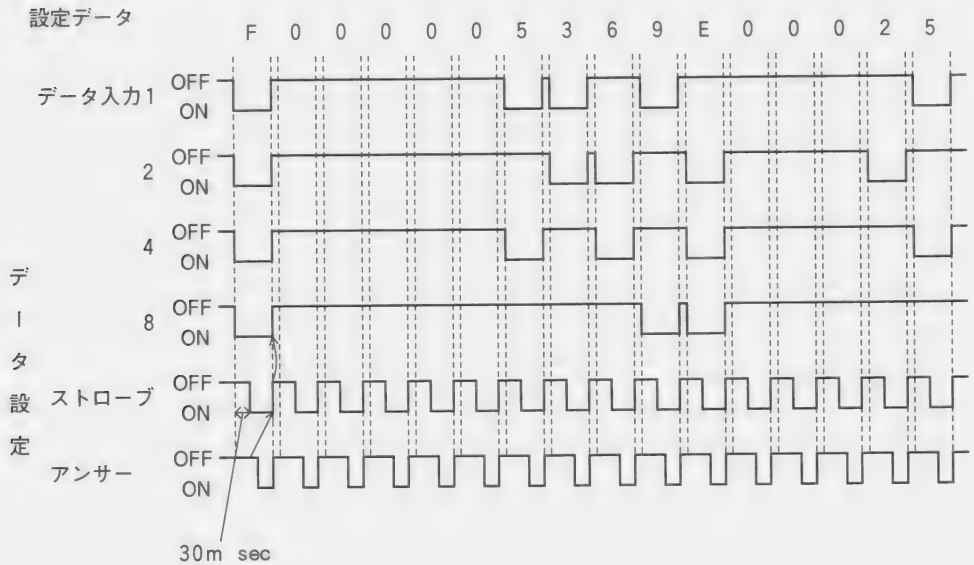 設定データ
F 0 0 0 0 0 5 3 6 9 E 0 0 0 2 5
データ入力1 OFF
ON
2 OFF
ON
4 OFF
ON
8 OFF
ON
データ設定
ストローブ OFF
ON
アンサー OFF
ON
30m sec